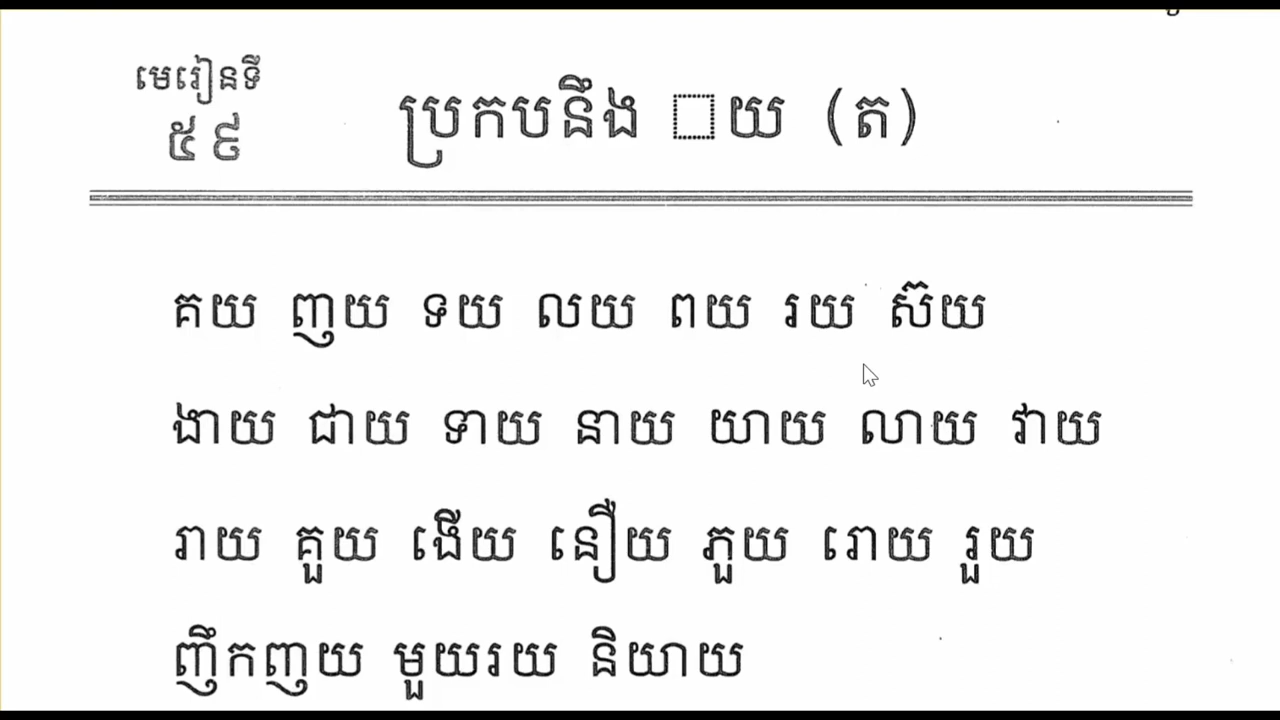 មេរៀនទី
៥៩
ប្រកបនឹង □យ (ត)
គយ ញយ ទយ លយ ពយ រយ ស៊យ
ងាយ ជាយ ទាយ នាយ យាយ លាយ វាយ
រាយ គួយ ងើយ នឿយ ភួយ រោយ រួយ
ញឹកញយ មួយរយ និយាយ